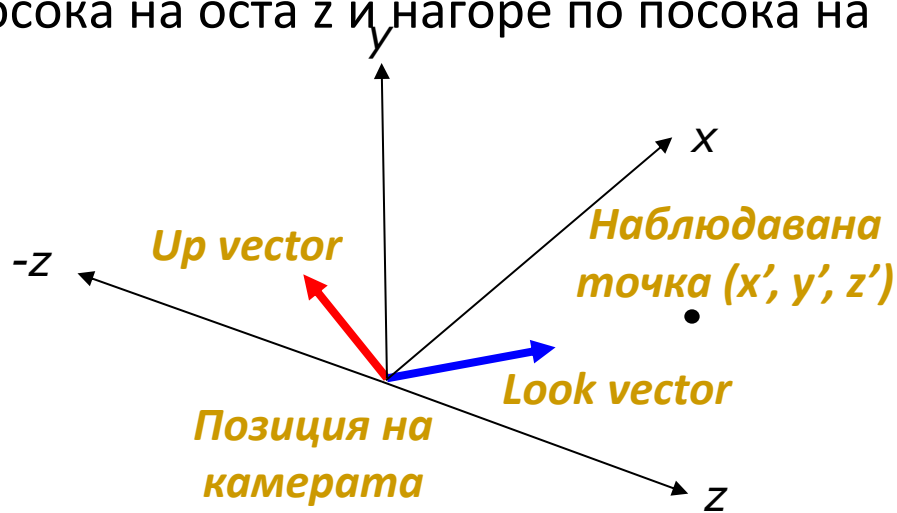 осока на оста z и нагоре по посока на
y
x
Наблюдавана
точка (x’, y’, z’)
Up vector
-z
Look vector
Позиция на
камерата
z